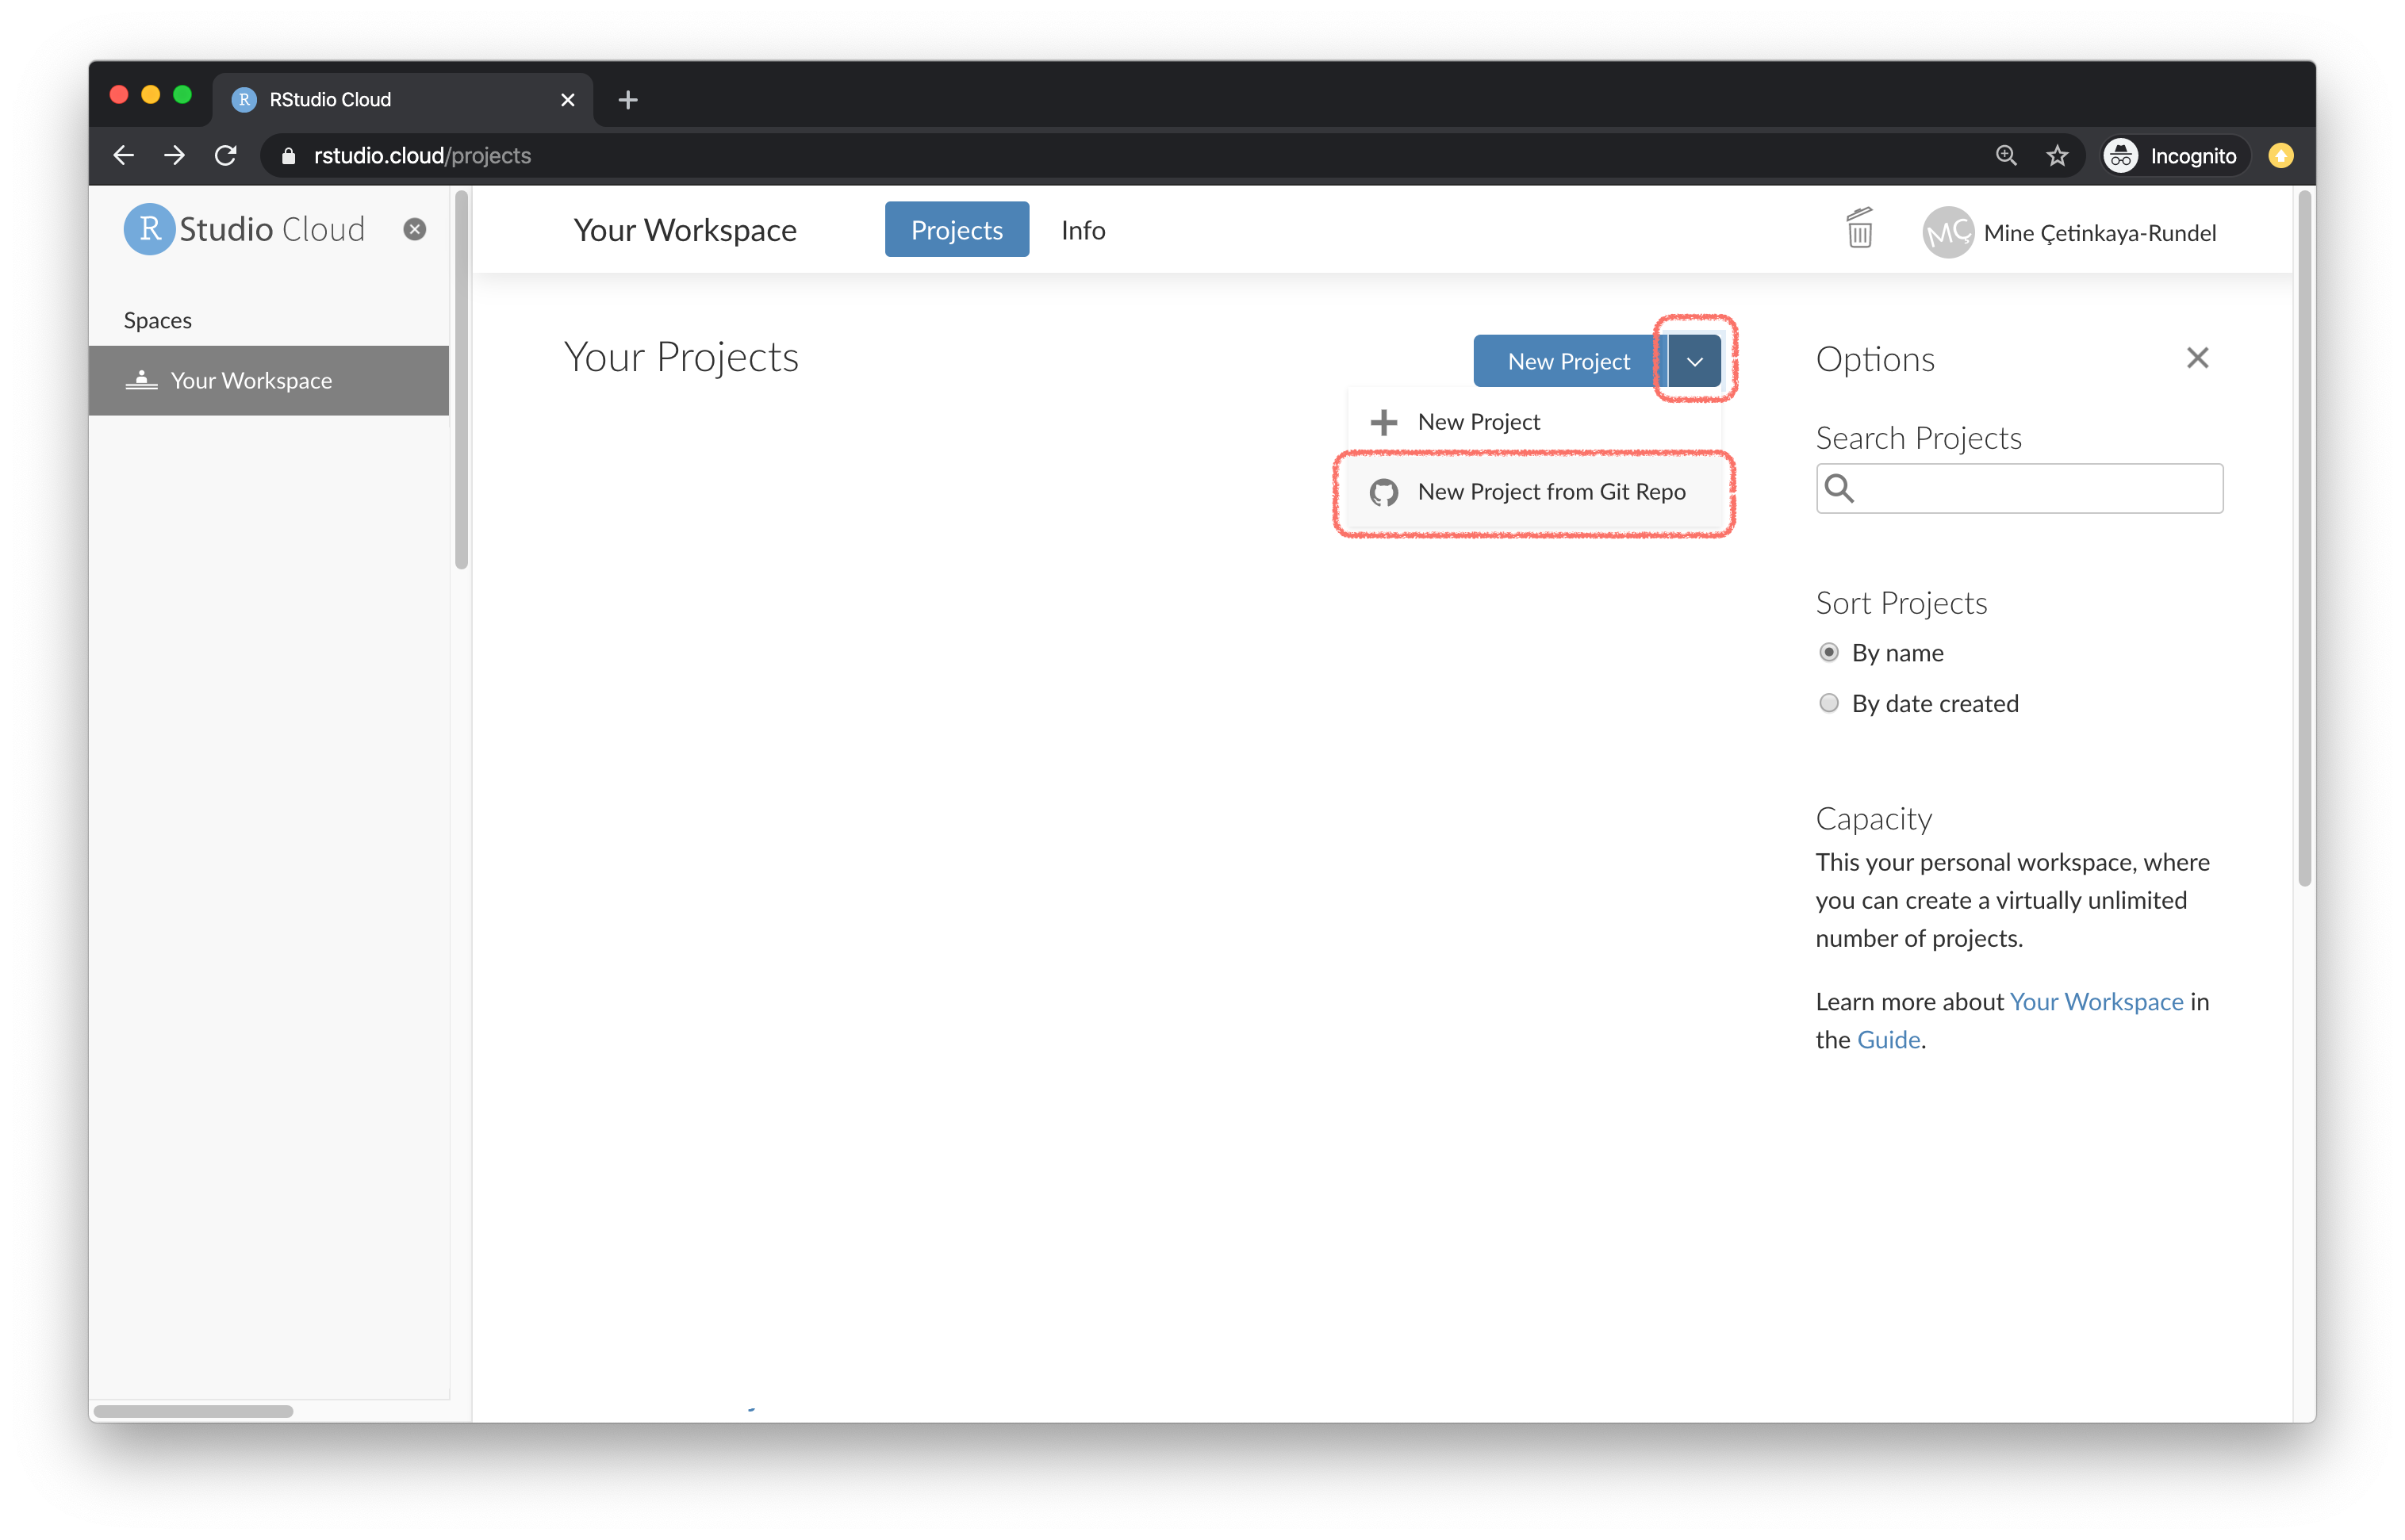 RStudio Cloud
rstudio.cloud/projects
Incognito
R Studio Cloud
Your Workspace
Projects
Info
MÇ
Mine Çetinkaya-Rundel
Spaces
Your Workspace
Your Projects
New Project
New Project
New Project from Git Repo
Options
Search Projects
Sort Projects
By name
By date created
Capacity
This your personal workspace, where
you can create a virtually unlimited
number of projects.
Learn more about Your Workspace in
the Guide.